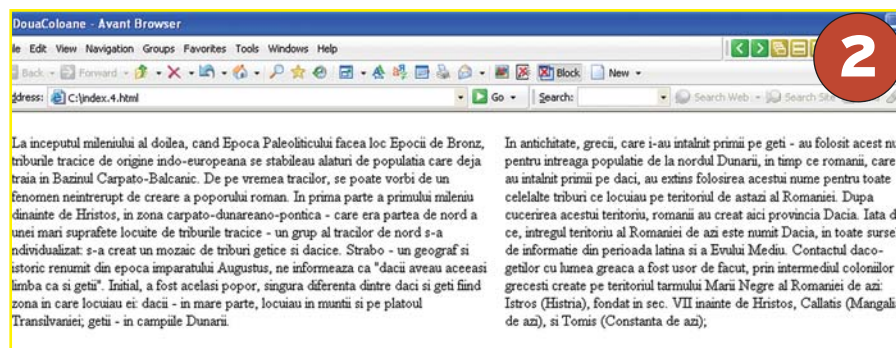 DouaColoane - Avant Browser
le Edit View Navigation Groups Favorites Tools Windows Help
2
Back Forward Block New
ddress: C:\index.4.html Go Search: Search Web Search Site
La inceputul mileniului al doilea, cand Epoca Paleoliticului facea loc Epocii de Bronz,
triburile tracice de origine indo-europeana se stabileau alaturi de populatia care deja
traia in Bazinul Carpato-Balcanic. De pe vremea tracilor, se poate vorbi de un
fenomen neintrerupt de creare a poporului roman. In prima parte a primului mileniu
dinainte de Hristos, in zona carpato-dunareano-pontica - care era partea de nord a
unei mari suprafete locuite de triburile tracice - un grup al tracilor de nord s-a
ndividualizat: s-a creat un mozaic de triburi getice si dacice. Strabo - un geograf si
istoric renumit din epoca imparatului Augustus, ne informeaza ca "dacii aveau aceeasi
limba ca si getii". Initial, a fost acelasi popor, singura diferenta dintre daci si geti fiind
zona in care locuiau ei: dacii - in mare parte, locuiau in muntii si pe platoul
Transilvaniei; getii - in campiile Dunarii.
In antichitate, grecii, care i-au intalnit primii pe geti - au folosit acest nu
pentru intreaga populatie de la nordul Dunarii, in timp ce romanii, care
au intalnit primii pe daci, au extins folosirea acestui nume pentru toate
celelalte triburi ce locuiau pe teritoriul de astazi al Romaniei. Dupa
cucerirea acestui teritoriu, romanii au creat aici provincia Dacia. Iata d
ce, intregul teritoriu al Romaniei de azi este numit Dacia, in toate sursel
de informatie din perioada latina si a Evului Mediu. Contactul daco-
getilor cu lumea greaca a fost usor de facut, prin intermediul coloniilor
grecesti create pe teritoriul tarmului Marii Negre al Romaniei de azi:
Istros (Histria), fondat in sec. VII inainte de Hristos, Callatis (Mangali
de azi), si Tomis (Constanta de azi);